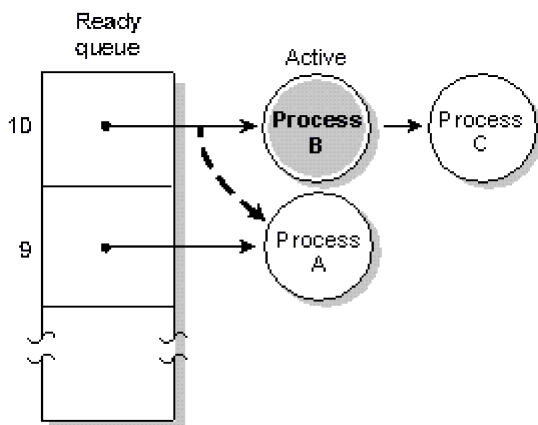 Ready
queue
Active
10
Process
B
Process
C
9
Process
A